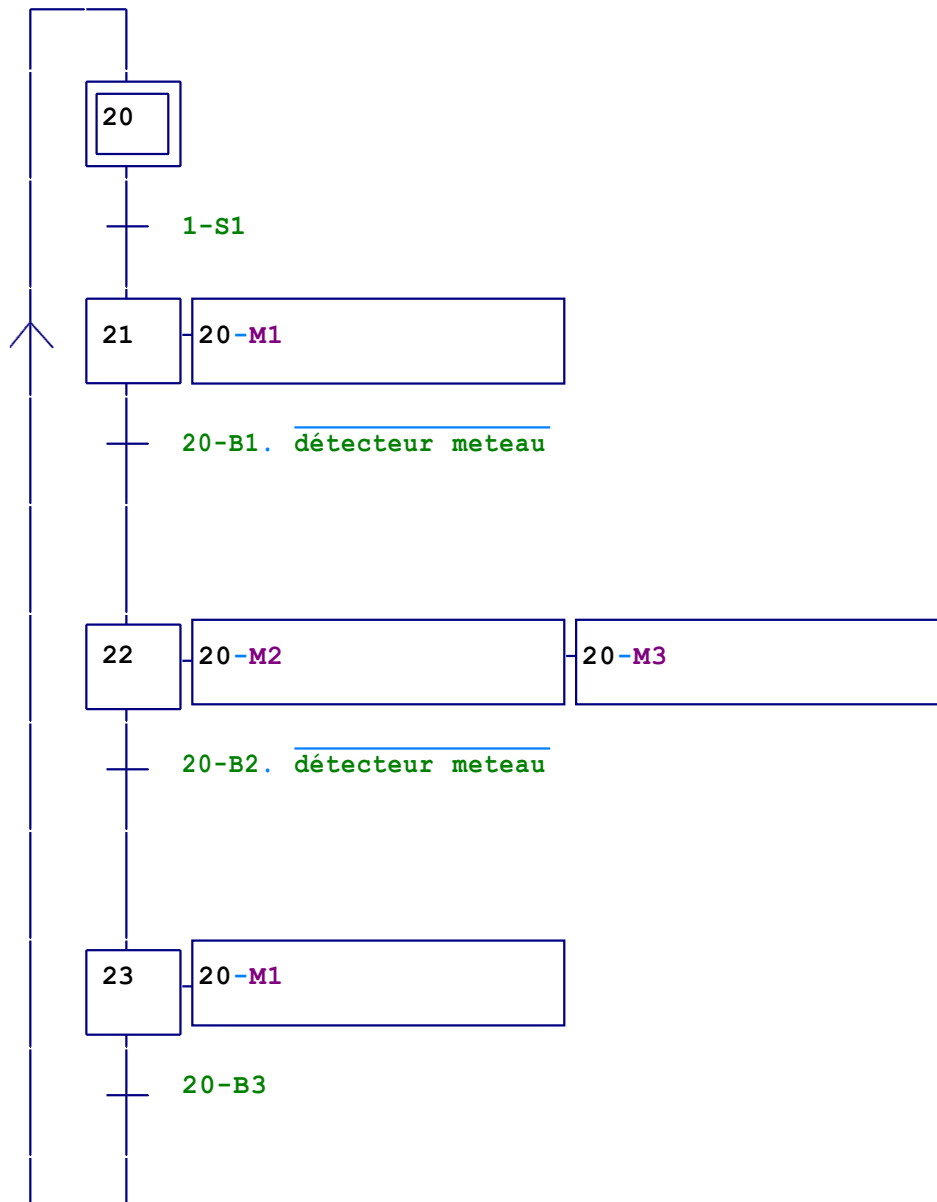 20
1-S1
21 20-M1
20-B1. détecteur meteau
22 20-M2 20-M3
20-B2. détecteur meteau
23 20-M1
20-B3